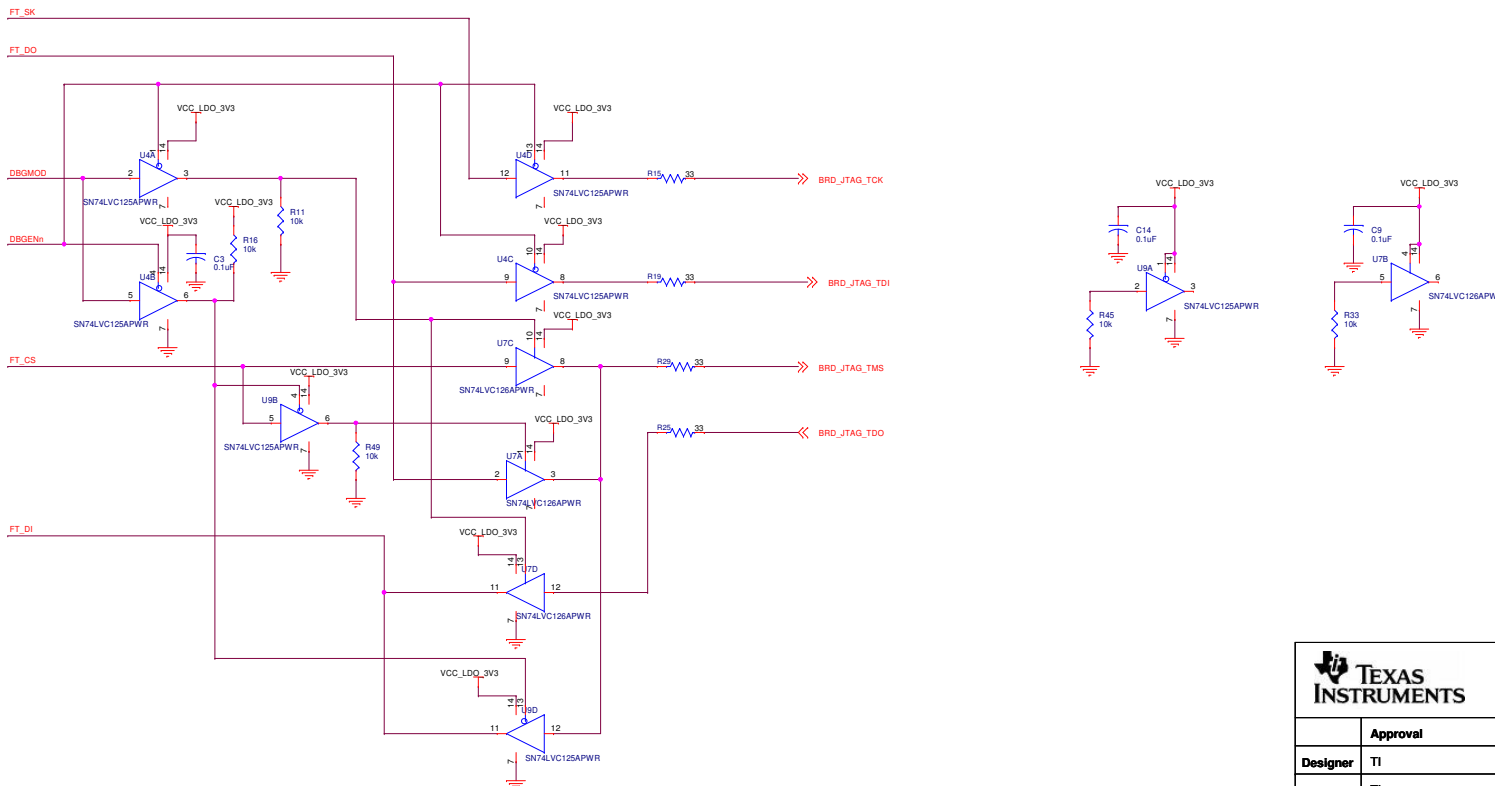 FT_SK
FT_DO
VCC_LDO_3V3
VCC_LDO_3V3
U4A
1
14
DBGMOD
2
3
SN74LVC125APWR
7
U4D
13
14
12
11
SN74LVC125APWR
7
R15
33
BRD_JTAG_TCK
VCC_LDO_3V3
VCC_LDO_3V3
R11
10k
DBGENn
R16
10k
C3
0.1uF
U4B
4
14
5
6
SN74LVC125APWR
7
VCC_LDO_3V3
U4C
10
14
9
8
SN74LVC125APWR
7
R19
33
BRD_JTAG_TDI
VCC_LDO_3V3
U7C
10
14
FT_CS
9
8
SN74LVC126APWR
7
R29
33
BRD_JTAG_TMS
VCC_LDO_3V3
U9B
4
14
5
6
SN74LVC125APWR
7
R49
10k
VCC_LDO_3V3
U7A
1
14
2
3
SN74LVC126APWR
7
R25
33
BRD_JTAG_TDO
FT_DI
VCC_LDO_3V3
14
13
U7D
11
12
SN74LVC126APWR
7
VCC_LDO_3V3
14
13
U9D
11
12
SN74LVC125APWR
7
VCC_LDO_3V3
C14
0.1uF
U9A
1
14
2
3
SN74LVC125APWR
7
R45
10k
VCC_LDO_3V3
C9
0.1uF
U7B
4
14
5
6
SN74LVC126APW
7
R33
10k
TEXAS
INSTRUMENTS
Approval
Designer TI